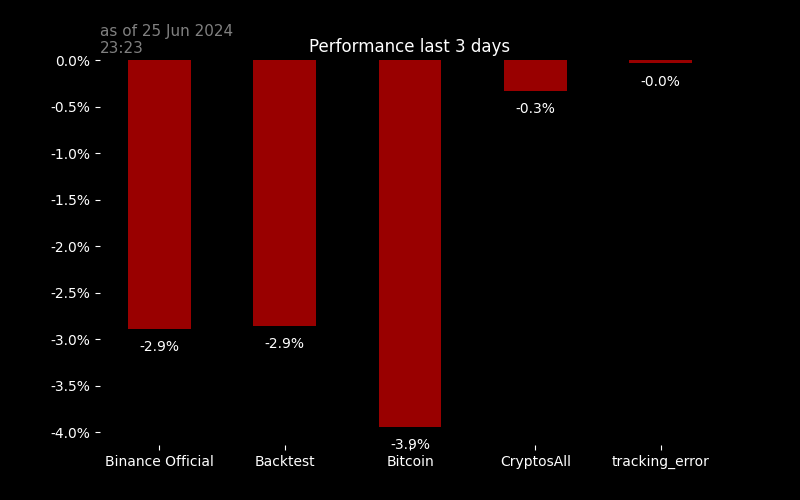 as of 25 Jun 2024
23:23
Performance last 3 days
0.0%
-0.5%
-1.0%
-1.5%
-2.0%
-2.5%
-3.0%
-3.5%
-4.0%
-2.9%
-2.9%
-3.9%
-0.3%
-0.0%
Binance Official
Backtest
Bitcoin
CryptosAll
tracking_error